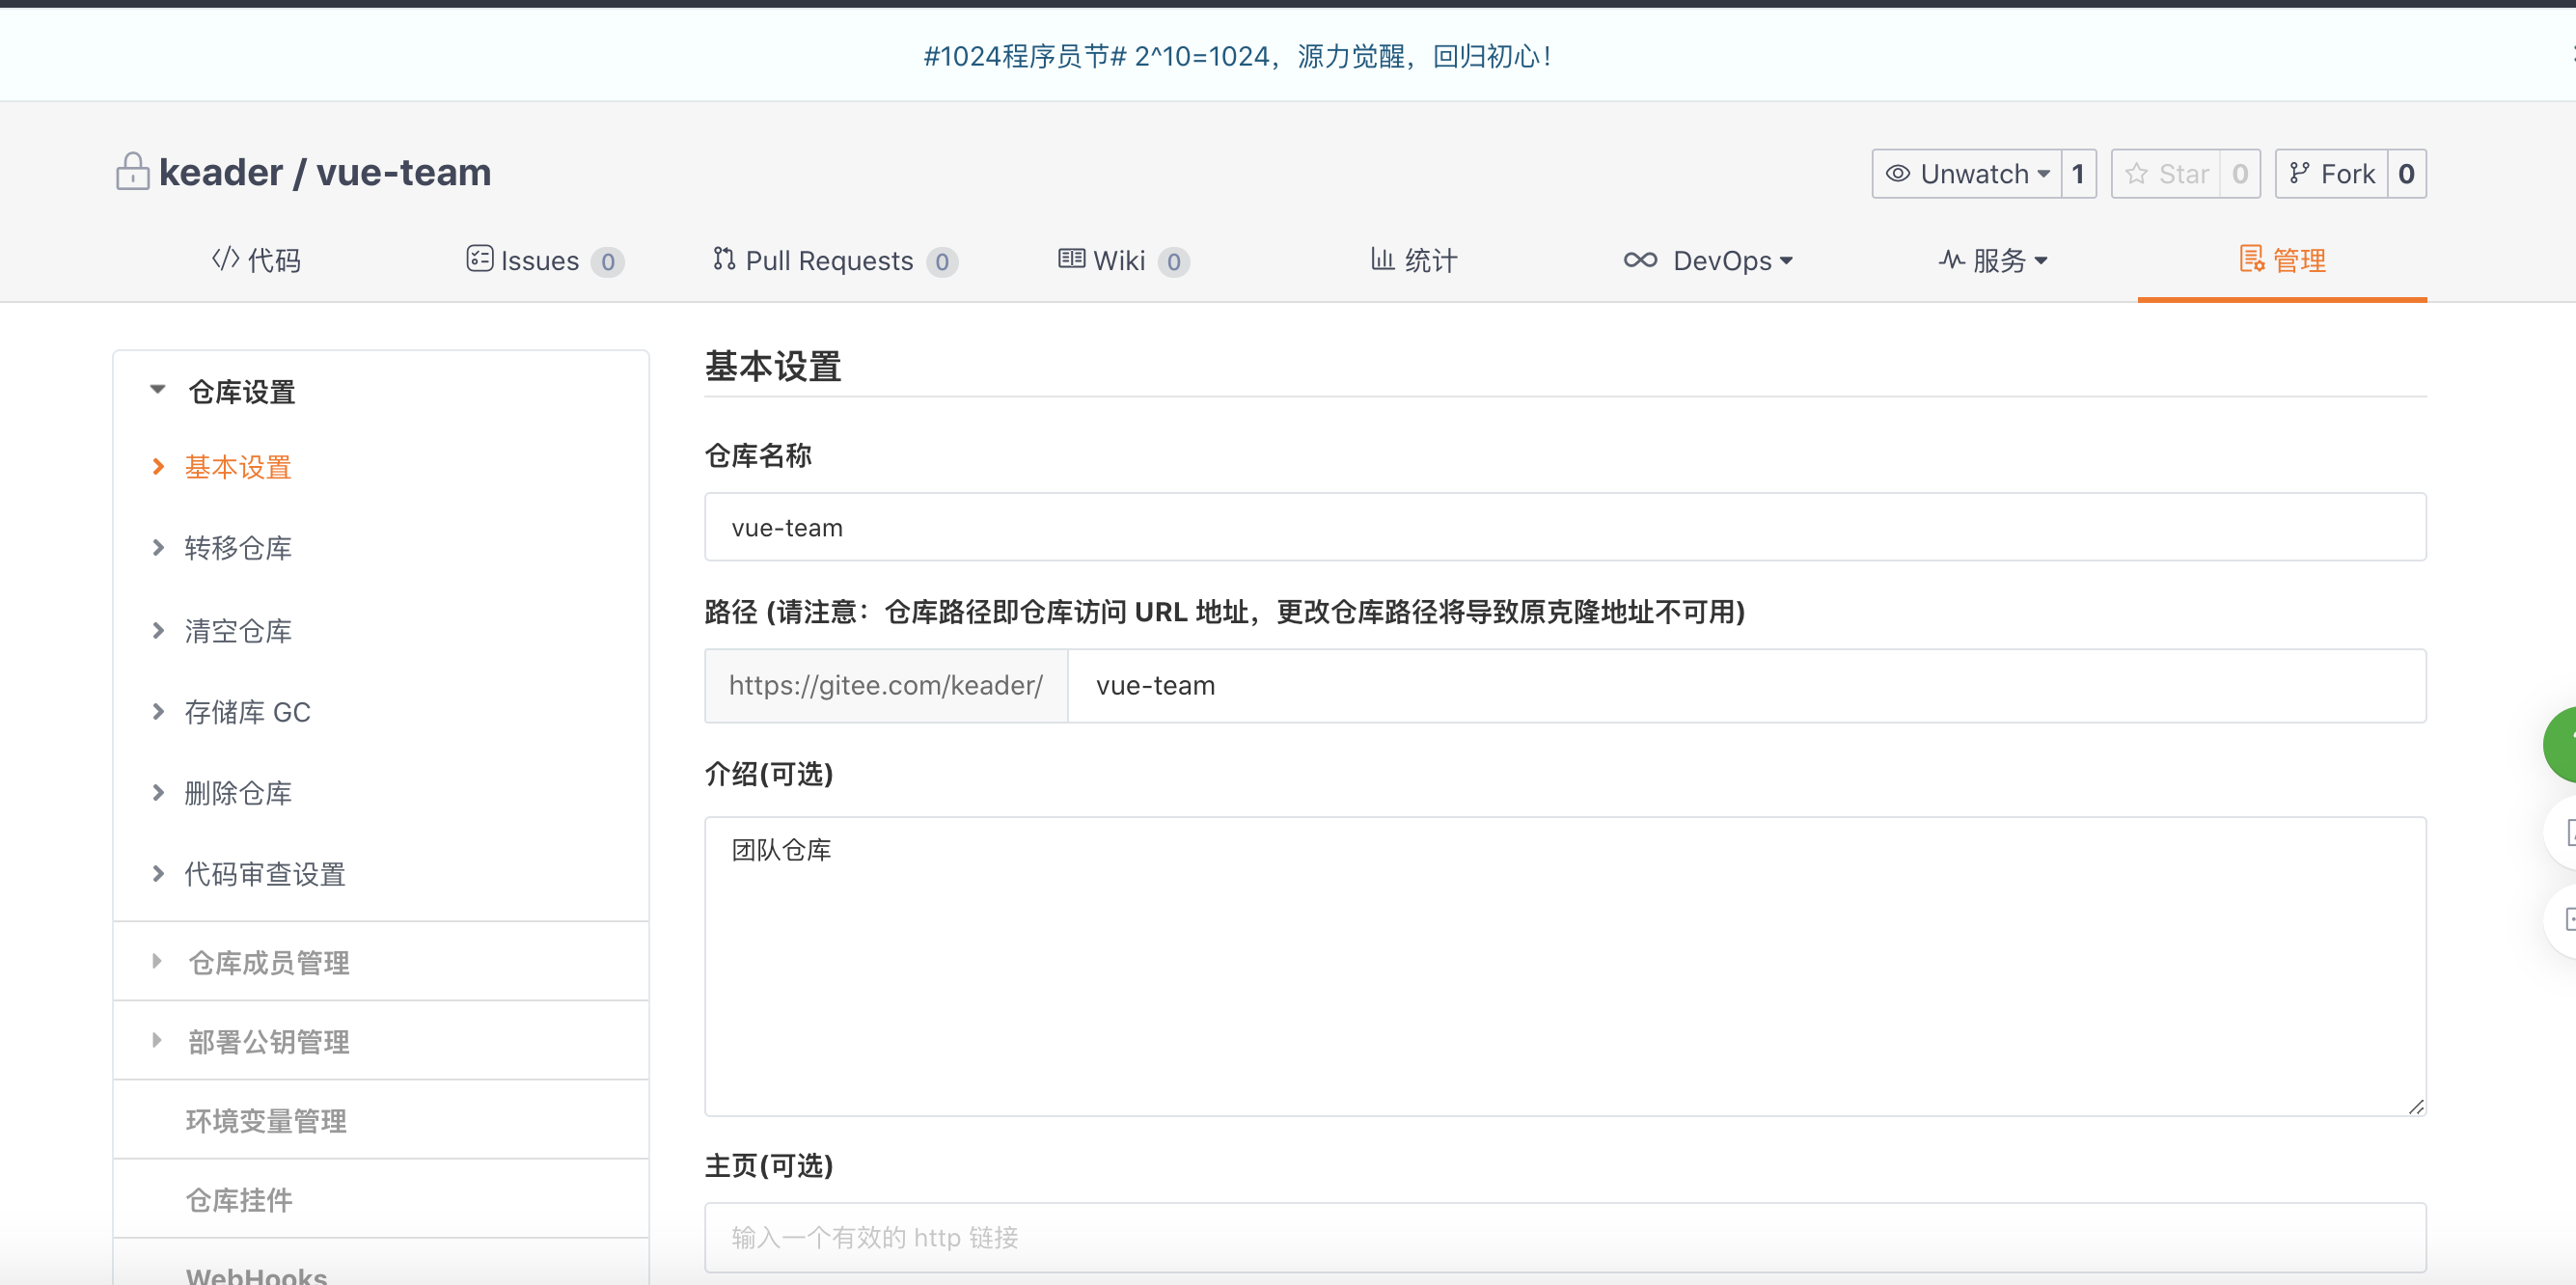 #1024程序员节# 2^10=1024，源力觉醒，回归初心！
keader / vue-team
Unwatch 1 Star 0 Fork 0
代码 Issues 0 Pull Requests 0 Wiki 0 统计 DevOps 服务 管理
仓库设置
基本设置
转移仓库
清空仓库
存储库 GC
删除仓库
代码审查设置
仓库成员管理
部署公钥管理
环境变量管理
仓库挂件
WebHooks
基本设置
仓库名称
vue-team
路径 (请注意：仓库路径即仓库访问 URL 地址，更改仓库路径将导致原克隆地址不可用)
https://gitee.com/keader/ vue-team
介绍(可选)
团队仓库
主页(可选)
输入一个有效的 http 链接